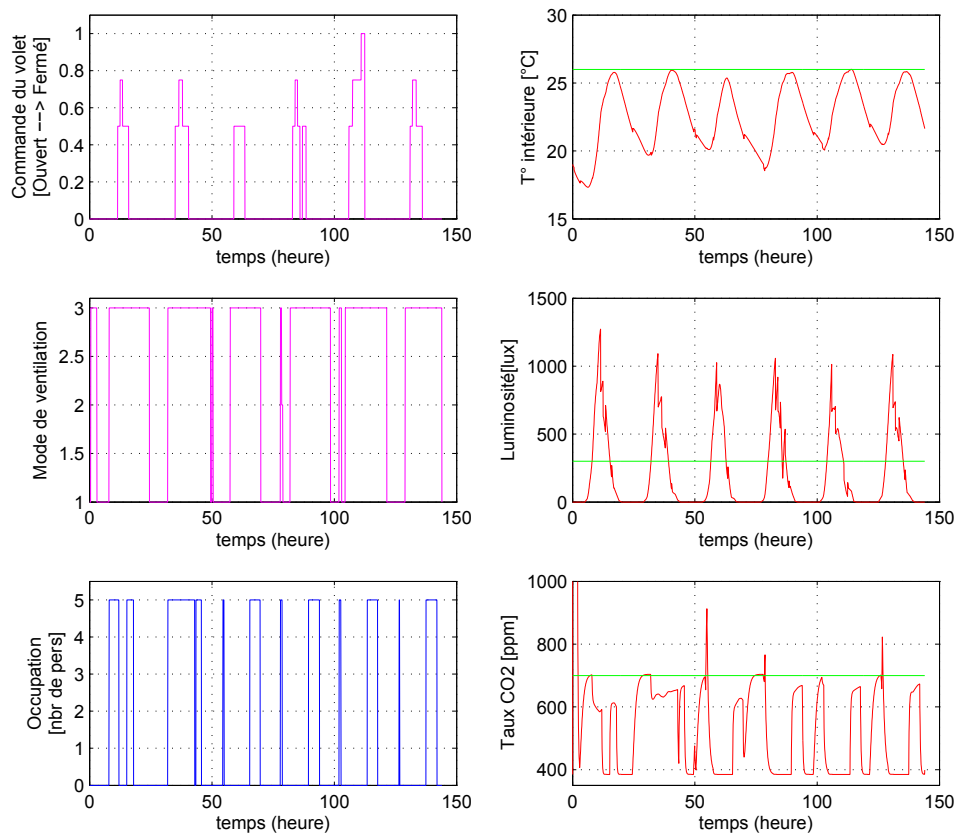 Commande du volet
[Ouvert −−> Fermé]
1
0.8
0.6
0.4
0.2
0
0 50 100 150
temps (heure)
T° intérieure [°C]
30
25
20
15
0 50 100 150
temps (heure)
Mode de ventilation
3
2.5
2
1.5
1
0 50 100 150
temps (heure)
Luminosité[lux]
1500
1000
500
0
0 50 100 150
temps (heure)
Occupation
[nbr de pers]
5
4
3
2
1
0
0 50 100 150
temps (heure)
Taux CO2 [ppm]
1000
800
600
400
0 50 100 150
temps (heure)